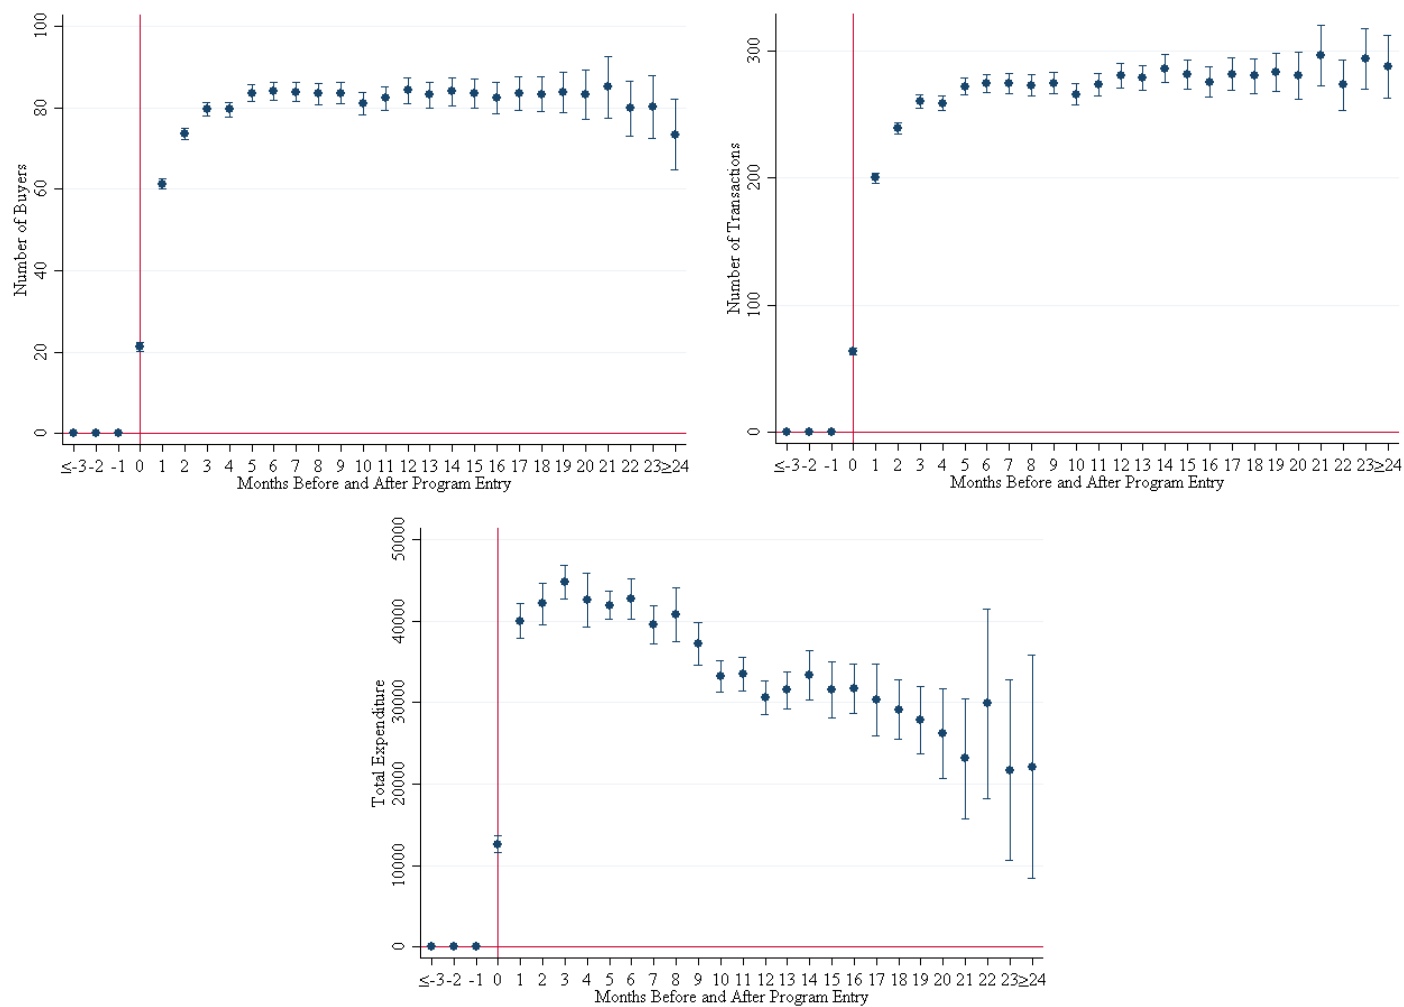 Number of Buyers
100
80
60
40
20
0
≤-3 -2 -1 0 1 2 3 4 5 6 7 8 9 10 11 12 13 14 15 16 17 18 19 20 21 22 23 ≥24
Months Before and After Program Entry
Number of Transactions
300
200
100
0
≤-3 -2 -1 0 1 2 3 4 5 6 7 8 9 10 11 12 13 14 15 16 17 18 19 20 21 22 23 ≥24
Months Before and After Program Entry
Total Expenditure
50000
40000
30000
20000
10000
0
≤-3 -2 -1 0 1 2 3 4 5 6 7 8 9 10 11 12 13 14 15 16 17 18 19 20 21 22 23 ≥24
Months Before and After Program Entry